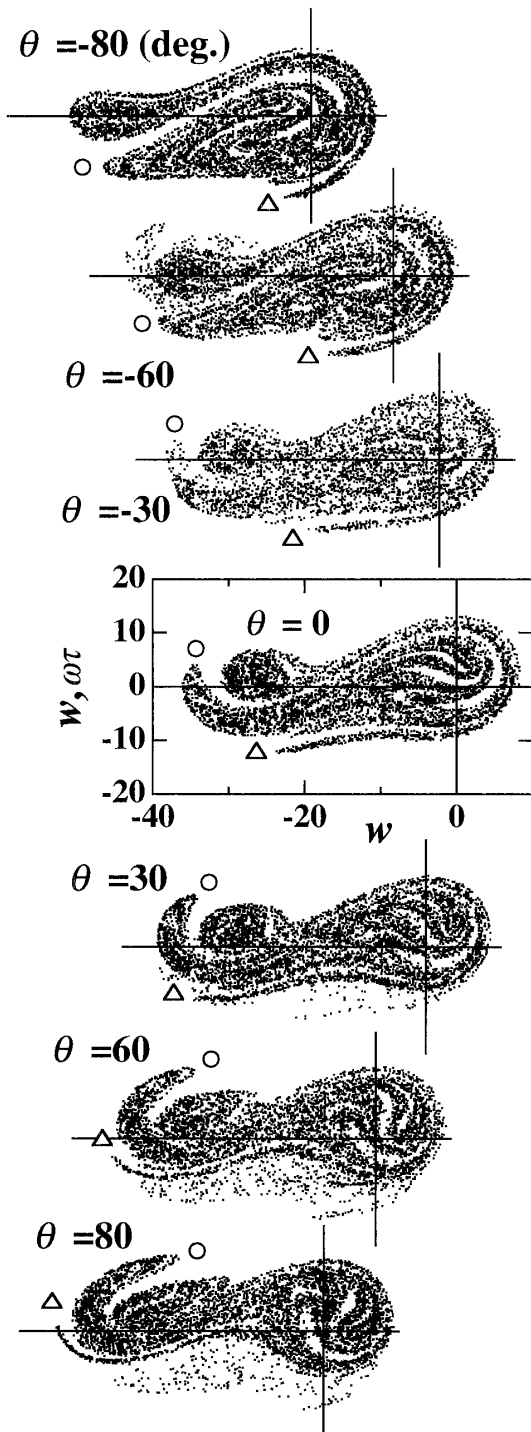 θ =-80 (deg.)
θ =-60
θ =-30
θ = 0
20
10
0
-10
-20
w, ωτ
-40
-20
0
w
θ =30
θ =60
θ =80